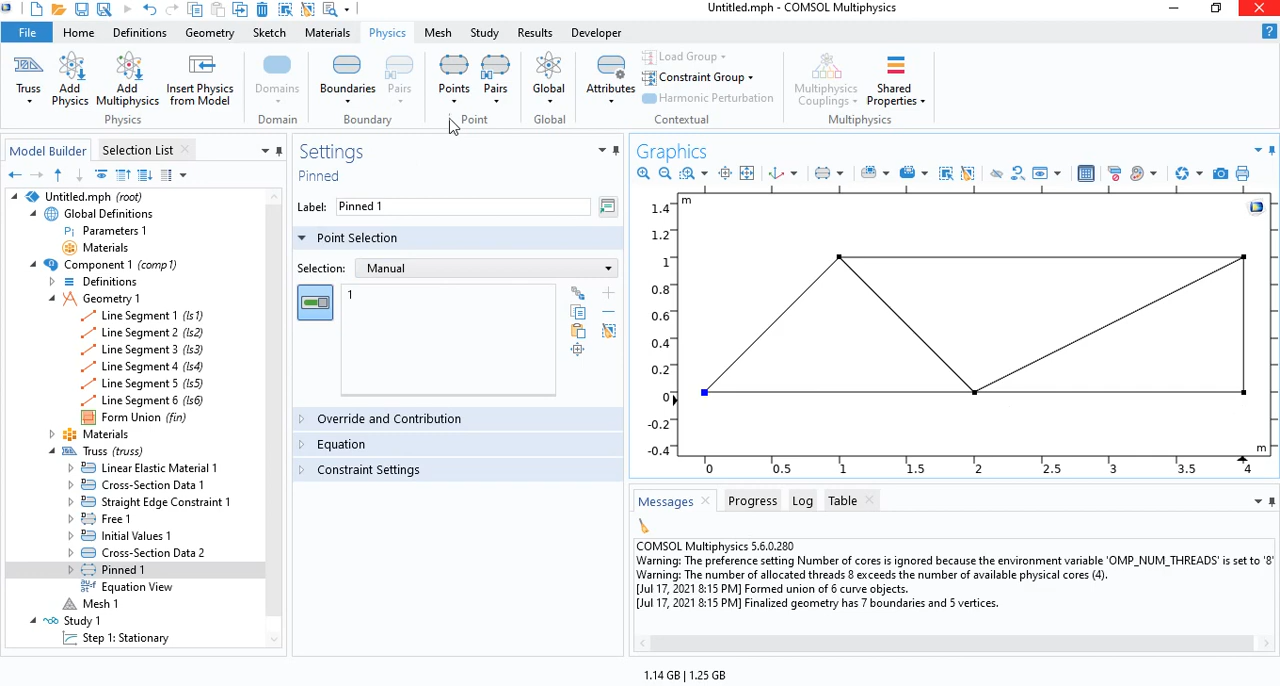 Untitled.mph - COMSOL Multiphysics
File Home Definitions Geometry Sketch Materials Physics Mesh Study Results Developer
Truss
Add Physics
Add Multiphysics
Insert Physics from Model
Physics
Domains
Domain
Boundaries
Pairs
Boundary
Points
Pairs
Point
Global
Global
Attributes
Load Group
Constraint Group
Harmonic Perturbation
Contextual
Multiphysics Couplings
Shared Properties
Multiphysics
Model Builder
Selection List
Untitled.mph (root)
Global Definitions
Pi Parameters 1
Materials
Component 1 (comp1)
Definitions
Geometry 1
Line Segment 1 (ls1)
Line Segment 2 (ls2)
Line Segment 3 (ls3)
Line Segment 4 (ls4)
Line Segment 5 (ls5)
Line Segment 6 (ls6)
Form Union (fin)
Materials
Truss (truss)
Linear Elastic Material 1
Cross-Section Data 1
Straight Edge Constraint 1
Free 1
Initial Values 1
Cross-Section Data 2
Pinned 1
Equation View
Mesh 1
Study 1
Step 1: Stationary
Settings
Pinned
Label: Pinned 1
Point Selection
Selection: Manual
1
Override and Contribution
Equation
Constraint Settings
Graphics
m
1.4
1.2
1
0.8
0.6
0.4
0.2
0
-0.2
-0.4
m
0 0.5 1 1.5 2 2.5 3 3.5 4
Messages Progress Log Table
COMSOL Multiphysics 5.6.0.280
Warning: The preference setting Number of cores is ignored because the environment variable 'OMP_NUM_THREADS' is set to '8'
Warning: The number of allocated threads 8 exceeds the number of available physical cores (4).
[Jul 17, 2021 8:15 PM] Formed union of 6 curve objects.
[Jul 17, 2021 8:15 PM] Finalized geometry has 7 boundaries and 5 vertices.
1.14 GB | 1.25 GB